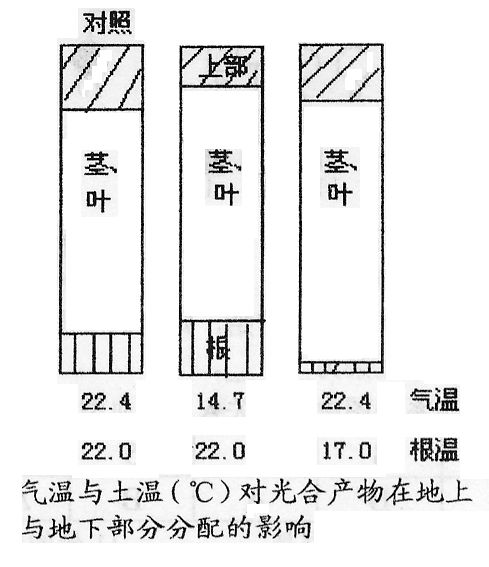 对照
上部
茎叶
茎叶
茎叶
根
22.4 14.7 22.4 气温
22.0 22.0 17.0 根温
气温与土温(℃)对光合产物在地上
与地下部分分配的影响